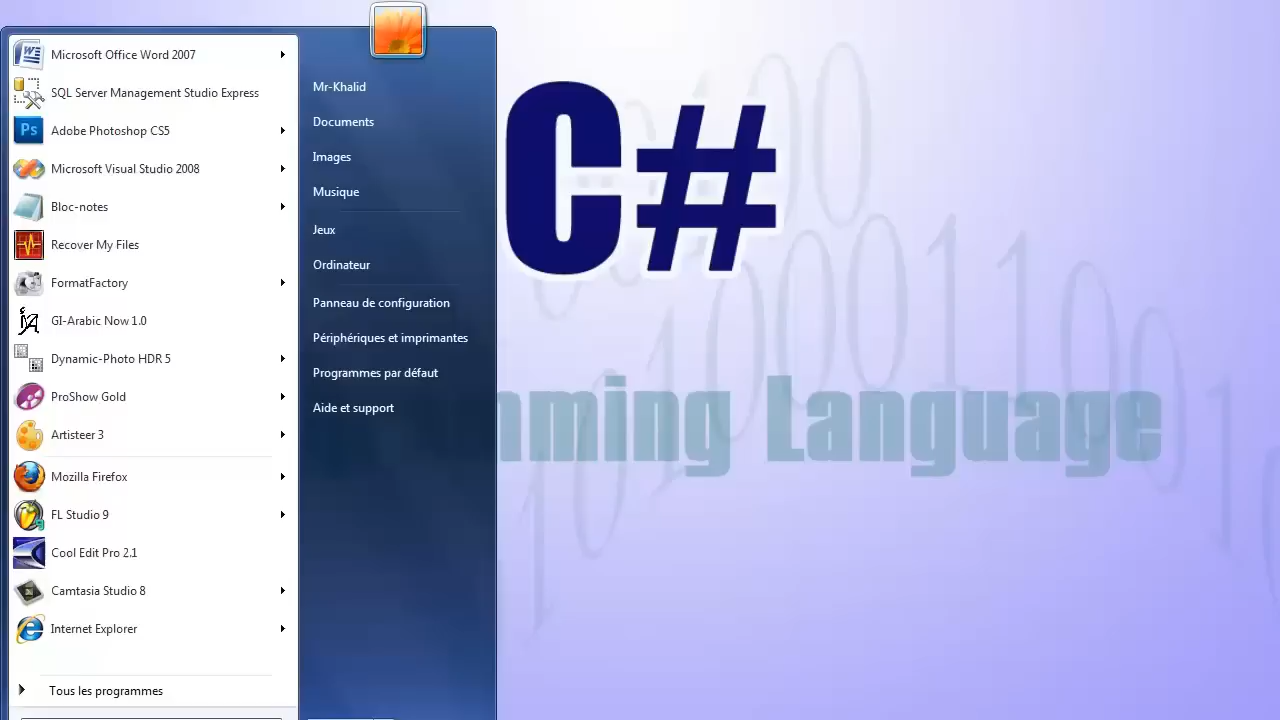 Microsoft Office Word 2007
SQL Server Management Studio Express
Adobe Photoshop CS5
Microsoft Visual Studio 2008
Bloc-notes
Recover My Files
FormatFactory
GI-Arabic Now 1.0
Dynamic-Photo HDR 5
ProShow Gold
Artisteer 3
Mozilla Firefox
FL Studio 9
Cool Edit Pro 2.1
Camtasia Studio 8
Internet Explorer
Tous les programmes
Mr-Khalid
Documents
Images
Musique
Jeux
Ordinateur
Panneau de configuration
Périphériques et imprimantes
Programmes par défaut
Aide et support
C#
mming Language